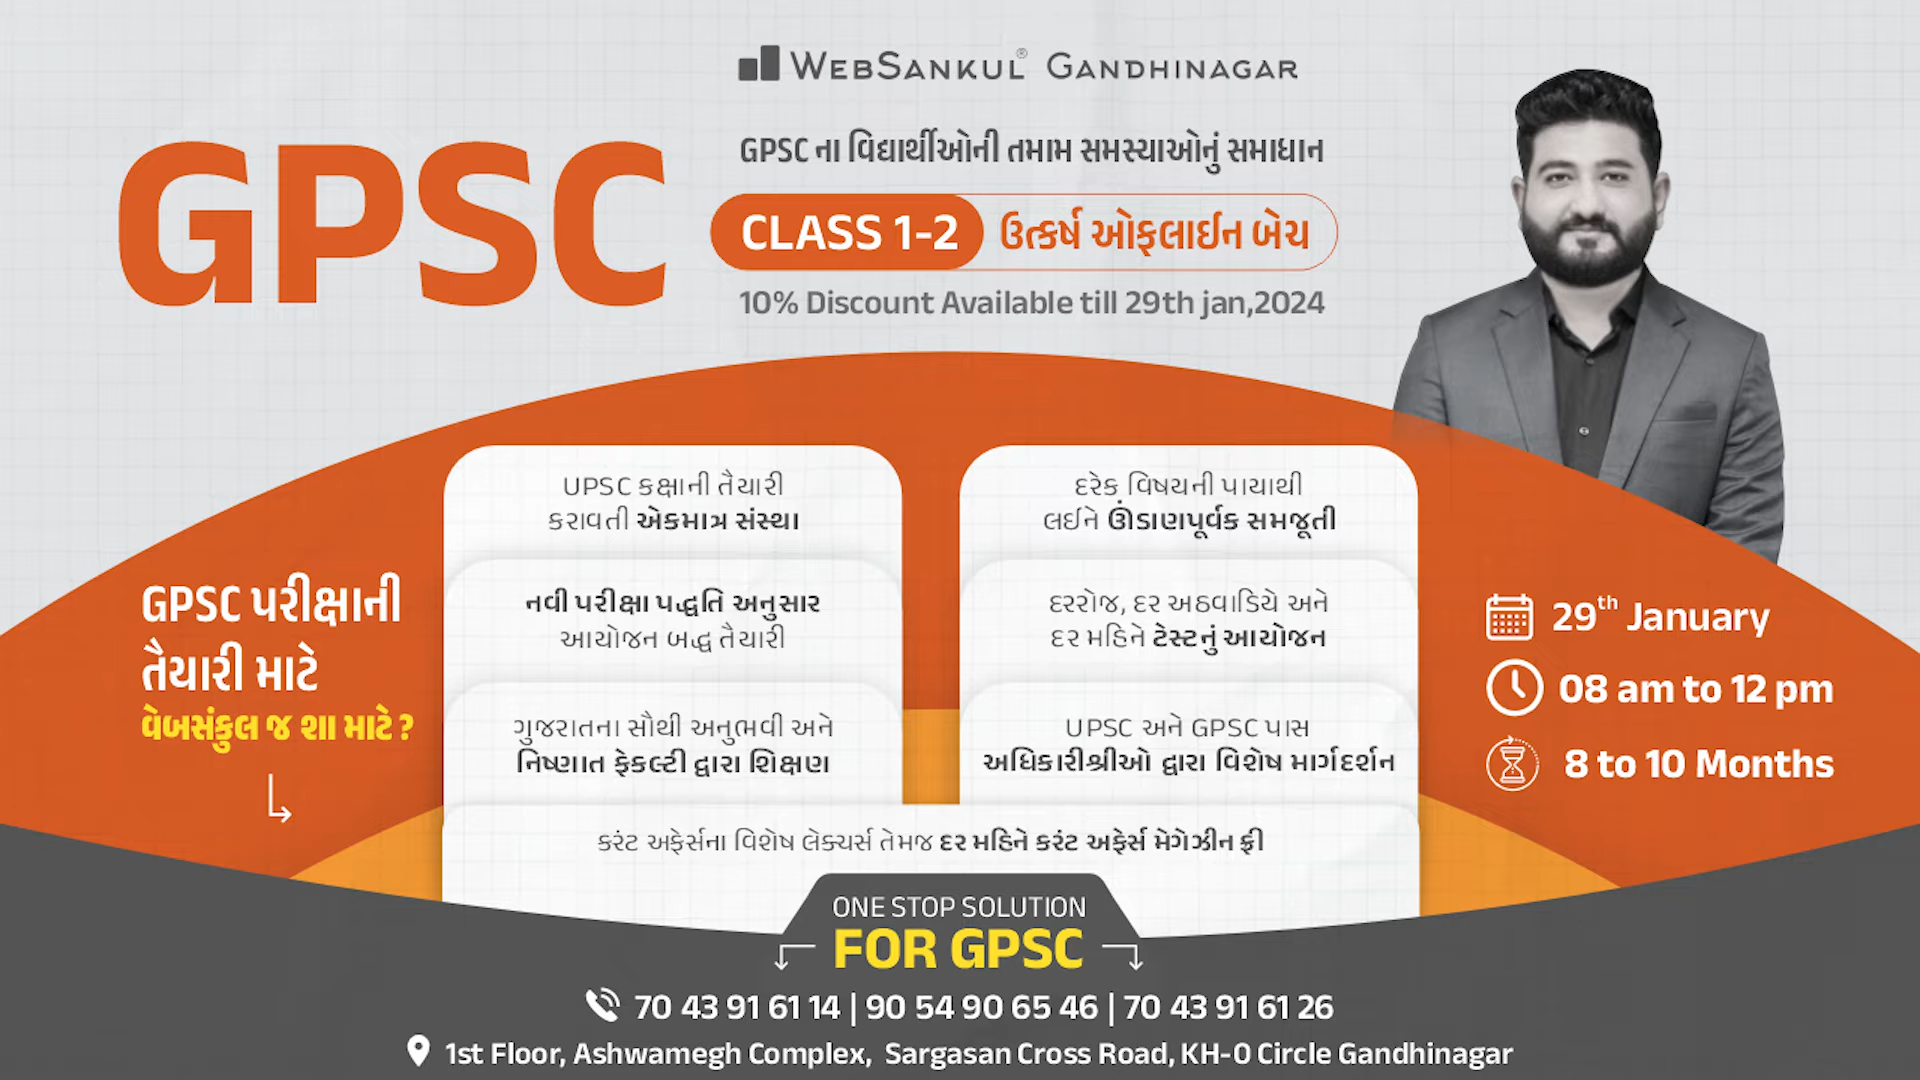 WEBSANKUL® GANDHINAGAR
GPSC
GPSC ના વિદ્યાર્થીઓની તમામ સમસ્યાઓનું સમાધાન
CLASS 1-2 ઉત્કર્ષ ઓફલાઈન બેચ
10% Discount Available till 29th jan,2024
GPSC પરીક્ષાની
તૈયારી માટે
વેબસંકુલ જ શા માટે ?
UPSC કક્ષાની તૈયારી
કરાવતી એકમાત્ર સંસ્થા
નવી પરીક્ષા પદ્ધતિ અનુસાર
આયોજન બદ્ધ તૈયારી
ગુજરાતના સૌથી અનુભવી અને
નિષ્ણાત ફેકલ્ટી દ્વારા શિક્ષણ
દરેક વિષયની પાયાથી
લઈને ઊંડાણપૂર્વક સમજૂતી
દરરોજ, દર અઠવાડિયે અને
દર મહિને ટેસ્ટનું આયોજન
UPSC અને GPSC પાસ
અધિકારીશ્રીઓ દ્વારા વિશેષ માર્ગદર્શન
કરંટ અફેર્સના વિશેષ લેક્ચર્સ તેમજ દર મહિને કરંટ અફેર્સ મેગેઝીન ફ્રી
29th January
08 am to 12 pm
8 to 10 Months
ONE STOP SOLUTION
FOR GPSC
70 43 91 61 14 | 90 54 90 65 46 | 70 43 91 61 26
1st Floor, Ashwamegh Complex, Sargasan Cross Road, KH-0 Circle Gandhinagar